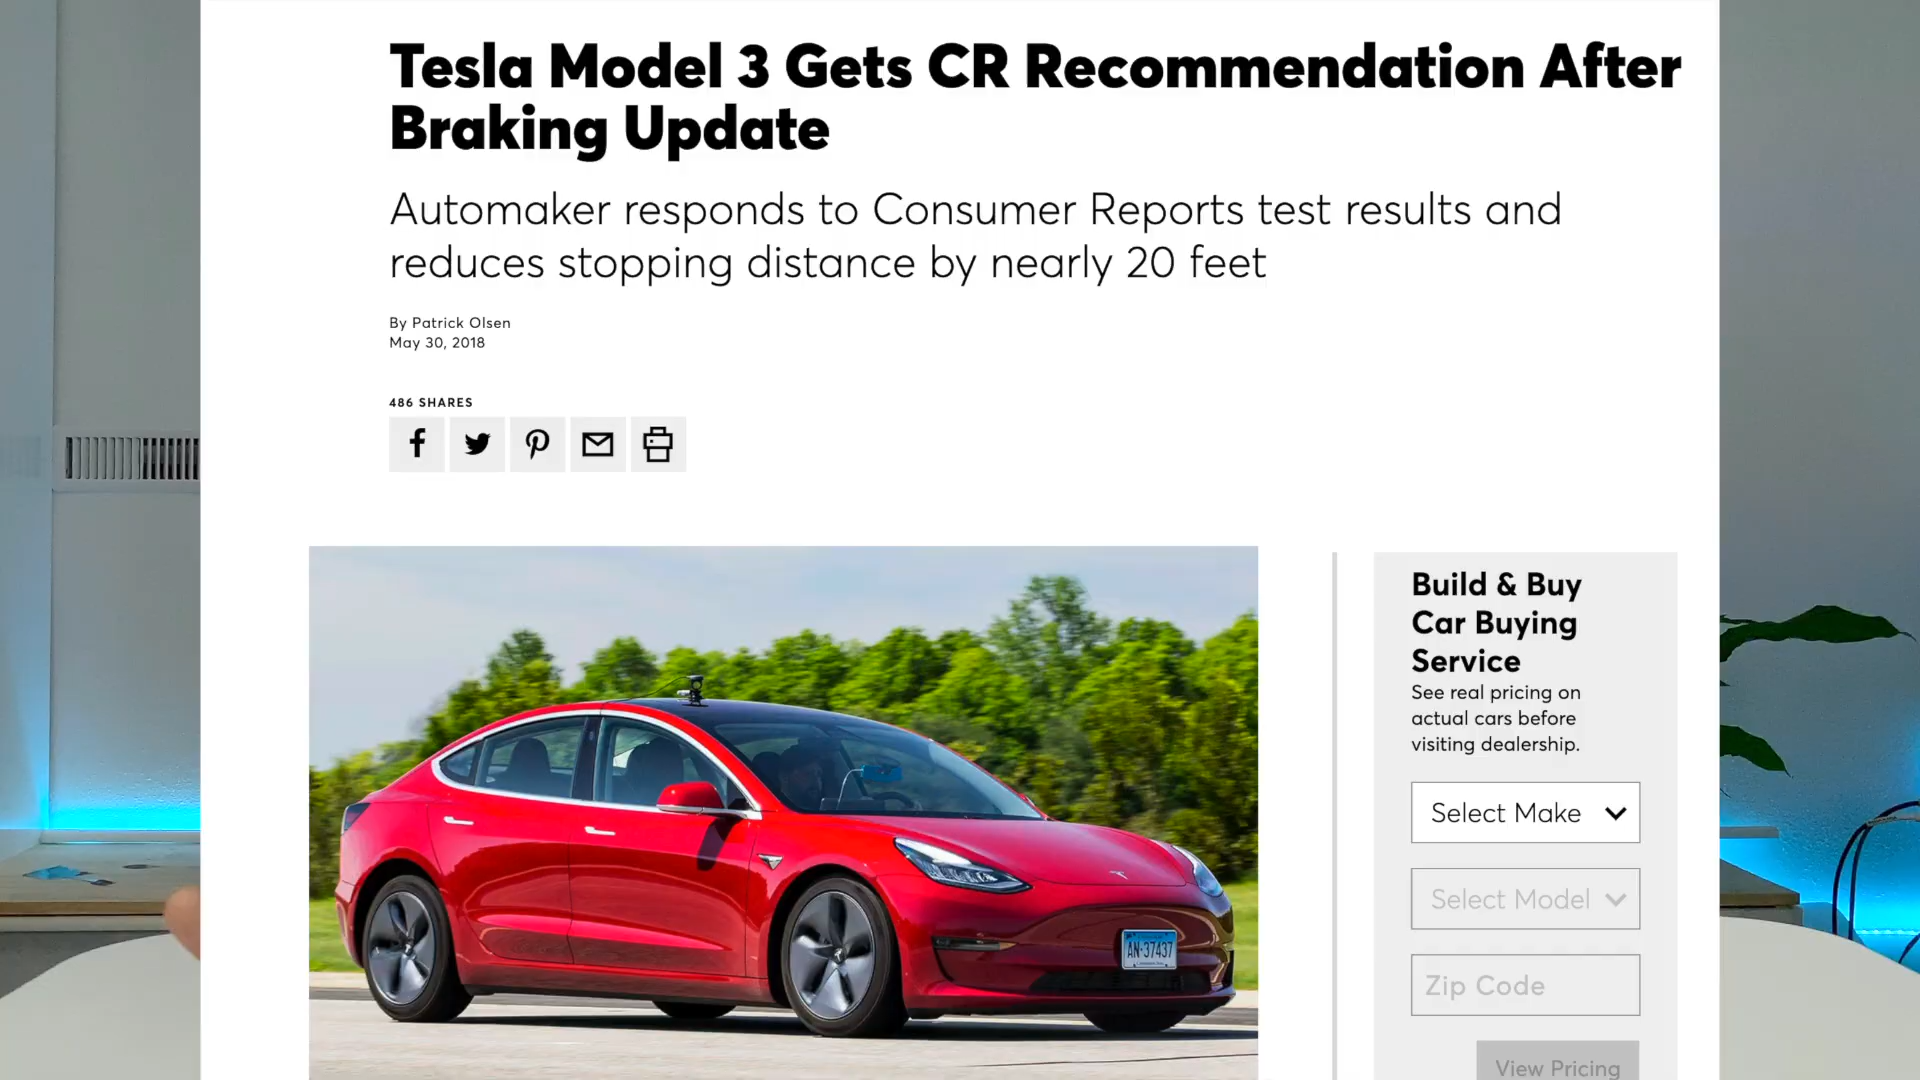 Tesla Model 3 Gets CR Recommendation After
Braking Update
Automaker responds to Consumer Reports test results and
reduces stopping distance by nearly 20 feet
By Patrick Olsen
May 30, 2018
486 SHARES
AN·37437
Build & Buy
Car Buying
Service
See real pricing on
actual cars before
visiting dealership.
Select Make
Select Model
Zip Code
View Pricing